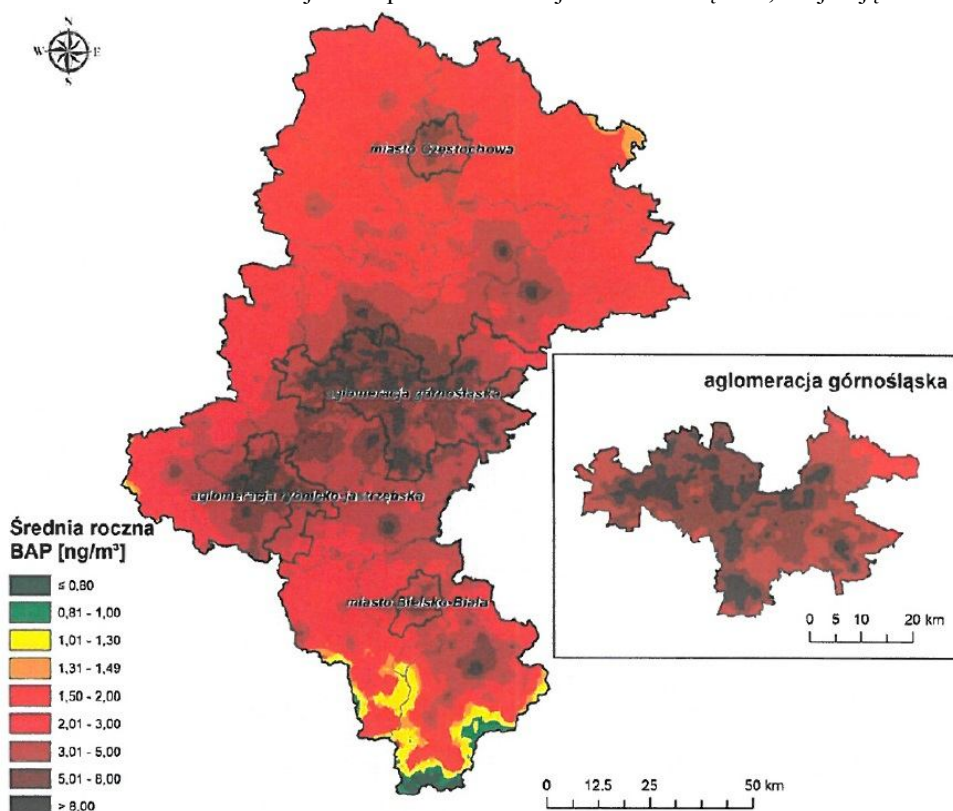 N
W E
S
miasto Częstochowa
aglomeracja górnośląska
aglomeracja górnośląska
aglomeracja rybnicko-jastrzębska
Średnia roczna
BAP [ng/m³]
≤ 0,80
0,81 - 1,00
1,01 - 1,30
1,31 - 1,49
1,50 - 2,00
2,01 - 3,00
3,01 - 5,00
5,01 - 8,00
> 8,00
miasto Bielsko-Biała
0 5 10 20 km
0 12.5 25 50 km